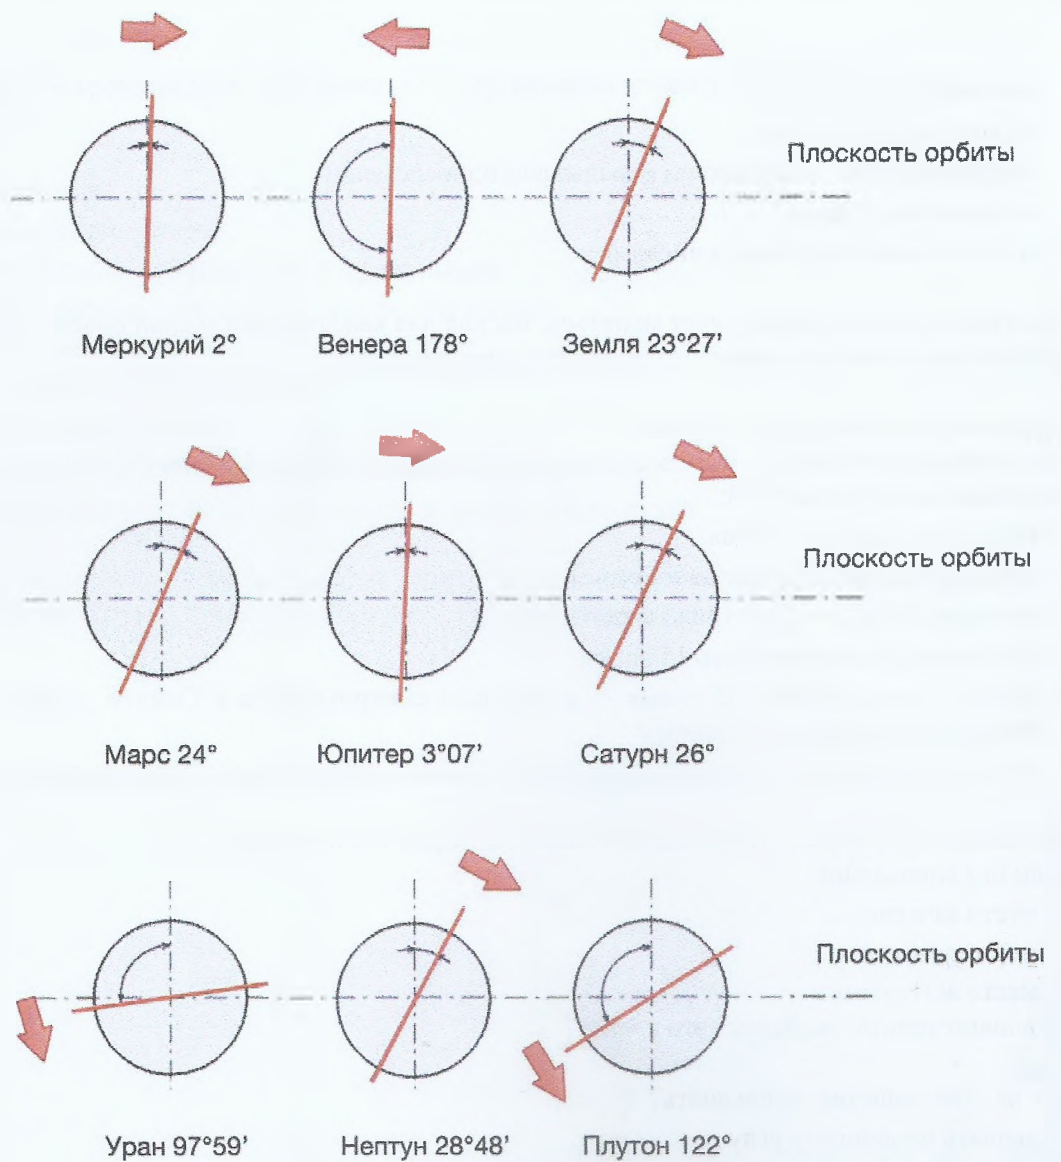 Плоскость орбиты
Меркурий 2°
Венера 178°
Земля 23°27’
Плоскость орбиты
Марс 24°
Юпитер 3°07’
Сатурн 26°
Плоскость орбиты
Уран 97°59’
Нептун 28°48’
Плутон 122°